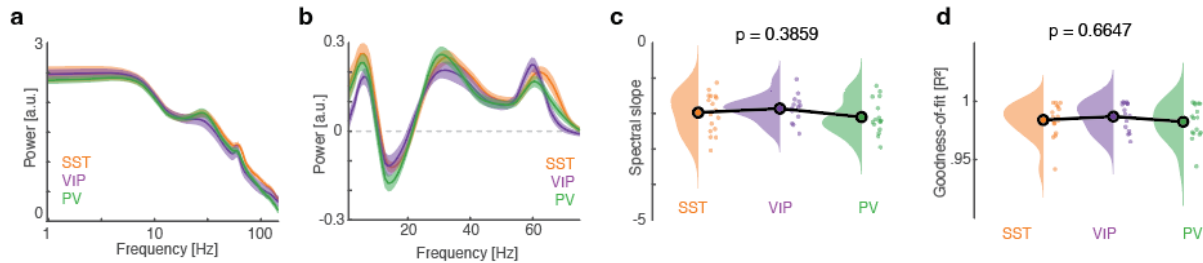 a
3
Power [a.u.]
0
SST
VIP
PV
1
10
100
Frequency [Hz]
b
0.3
Power [a.u.]
0
-0.3
SST
VIP
PV
20
40
60
Frequency [Hz]
c
p = 0.3859
0
Spectral slope
-5
SST
VIP
PV
d
p = 0.6647
Goodness-of-fit [R²]
1
.95
SST
VIP
PV